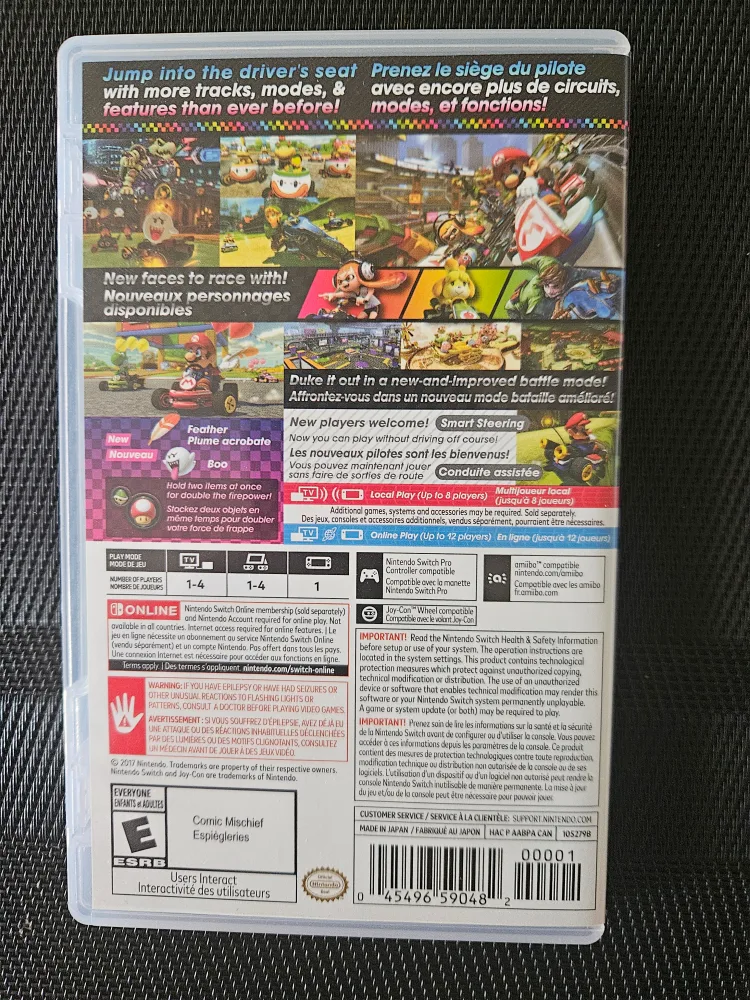 Jump into the driver's seat
with more tracks, modes, &
features than ever before!
Prenez le siège du pilote
avec encore plus de circuits,
modes, et fonctions!
New faces to race with!
Nouveaux personnages
disponibles
Duke it out in a new-and-improved battle mode!
Affrontez-vous dans un nouveau mode bataille amélioré!
New
Nouveau
Feather
Plume acrobate
Boo
Hold two items at once
for double the firepower!
Stackez deux objets en
même temps pour doubler
votre force de frappe
New players welcome! Smart Steering
Now you can play without driving off course!
Les nouveaux pilotes sont les bienvenus!
Vous pouvez maintenant jouer
sans faire de sorties de route
Conduite assistée
TV Local Play (Up to 8 players) Multijoueur local
(jusqu'à 8 joueurs)
Additional games, systems and accessories may be required. Sold separately.
Des jeux, consoles et accessoires additionnels, vendus séparément, pourraient être nécessaires.
TV Online Play (Up to 12 players) En ligne (jusqu'à 12 joueurs)
PLAY MODE
MODE DE JEU
TV
NUMBER OF PLAYERS
NOMBRE DE JOUEURS
1-4
1-4
1
Nintendo Switch Pro
Controller compatible
Compatible avec la manette
Nintendo Switch Pro
amiibo™ compatible
nintendo.com/amiibo
Compatible avec les amiibo
fr.amiibo.com
Joy-Con™ Wheel compatible
Compatible avec le volant Joy-Con
ONLINE
Nintendo Switch Online membership (sold separately)
and Nintendo Account required for online play. Not
available in all countries. Internet access required for online features. | Le
jeu en ligne nécessite un abonnement au service Nintendo Switch Online
(vendu séparément) et un compte Nintendo. Pas offert dans tous les pays.
Une connexion Internet est nécessaire pour accéder aux fonctions en ligne.
Terms apply. | Des termes s'appliquent. nintendo.com/switch-online
WARNING: IF YOU HAVE EPILEPSY OR HAVE HAD SEIZURES OR
OTHER UNUSUAL REACTIONS TO FLASHING LIGHTS OR
PATTERNS, CONSULT A DOCTOR BEFORE PLAYING VIDEO GAMES.
AVERTISSEMENT : SI VOUS SOUFFREZ D'ÉPILEPSIE, AVEZ DÉJÀ EU
UNE ATTAQUE OU DES RÉACTIONS INHABITUELLES DÉCLENCHÉES
PAR DES LUMIÈRES OU DES MOTIFS CLIGNOTANTS, CONSULTEZ
UN MÉDECIN AVANT DE JOUER À DES JEUX VIDÉO.
© 2017 Nintendo. Trademarks are property of their respective owners.
Nintendo Switch and Joy-Con are trademarks of Nintendo.
EVERYONE
ENFANTS et ADULTES
E
ESRB
Comic Mischief
Espiègleries
Users Interact
Interactivité des utilisateurs
Official
Nintendo
Seal
IMPORTANT! Read the Nintendo Switch Health & Safety Information
before setup or use of your system. The operation instructions are
located in the system settings. This product contains technological
protection measures which protect against unauthorized copying,
technical modification or distribution. The use of an unauthorized
device or software that enables technical modification may render this
software or your Nintendo Switch system permanently unplayable.
A game or system update (or both) may be required to play.
IMPORTANT! Prenez soin de lire les informations sur la santé et la sécurité
de la Nintendo Switch avant de configurer ou d'utiliser la console. Vous pouvez
accéder à ces informations depuis les paramètres de la console. Ce produit
contient des mesures de protection technologiques contre toute reproduction,
modification technique ou distribution non autorisée de la console ou de ses
logiciels. L'utilisation d'un dispositif ou d'un logiciel non autorisé peut rendre la
console Nintendo Switch inutilisable de manière permanente. La mise à jour
du jeu et/ou de la console peut être nécessaire pour pouvoir jouer.
CUSTOMER SERVICE / SERVICE À LA CLIENTÈLE: SUPPORT.NINTENDO.COM
MADE IN JAPAN / FABRIQUÉ AU JAPON HAC P AABPA CAN 105279B
00001
0 45496 59048 2